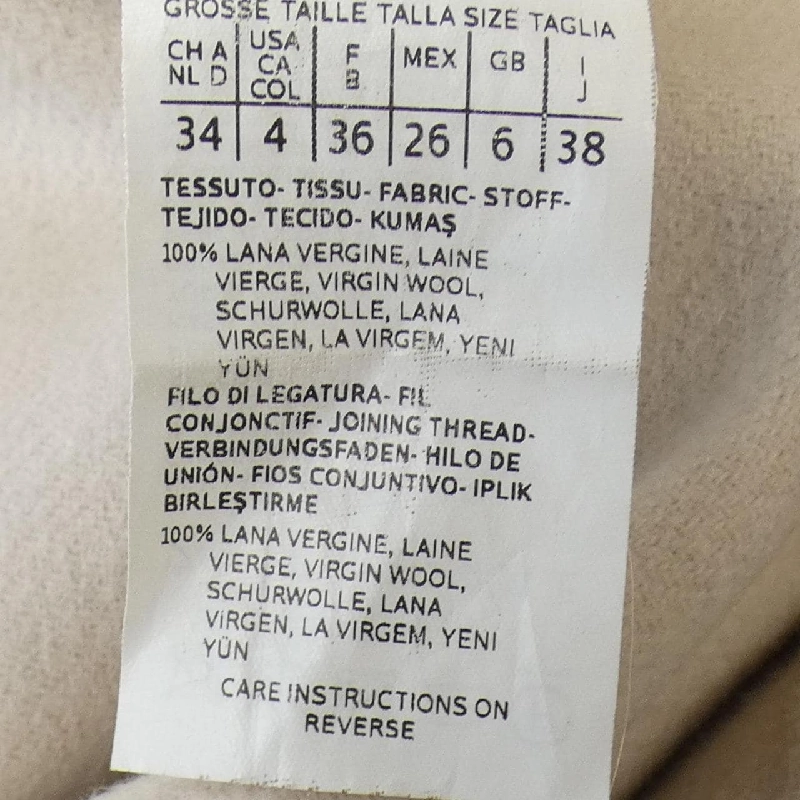 GROSSE TAILLE TALLA SIZE TAGLIA
CH A NL D USA CA COL F B MEX GB I J
34 4 36 26 6 38
TESSUTO- TISSU- FABRIC- STOFF-
TEJIDO- TECIDO- KUMAŞ
100% LANA VERGINE, LAINE
VIERGE, VIRGIN WOOL,
SCHURWOLLE, LANA
VIRGEN, LA VIRGEM, YENI
YÜN
FILO DI LEGATURA- FIL
CONJONCTIF- JOINING THREAD-
VERBINDUNGSFADEN- HILO DE
UNIÓN- FIOS CONJUNTIVO- IPLIK
BIRLEŞTIRME
100% LANA VERGINE, LAINE
VIERGE, VIRGIN WOOL,
SCHURWOLLE, LANA
VIRGEN, LA VIRGEM, YENI
YÜN
CARE INSTRUCTIONS ON
REVERSE